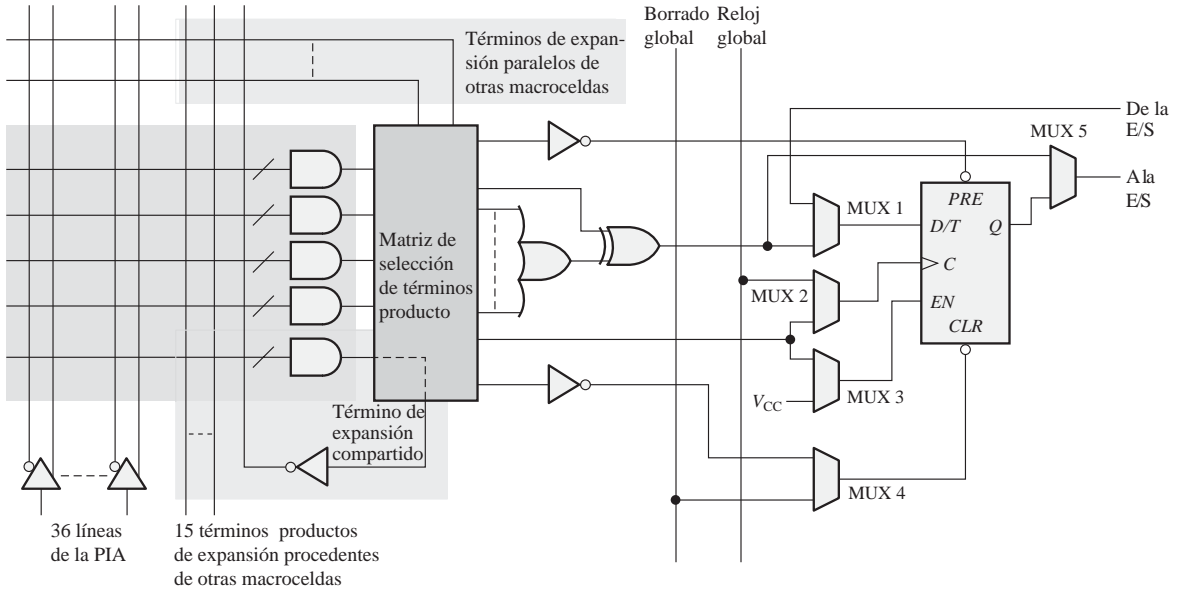 Borrado
global
Reloj
global
Términos de expan-
sión paralelos de
otras macroceldas
De la
E/S
MUX 5
A la
E/S
MUX 1
PRE
D/T
Q
C
EN
CLR
Matriz de
selección
de términos
producto
MUX 2
MUX 3
VCC
Término de
expansión
compartido
MUX 4
36 líneas
de la PIA
15 términos productos
de expansión procedentes
de otras macroceldas